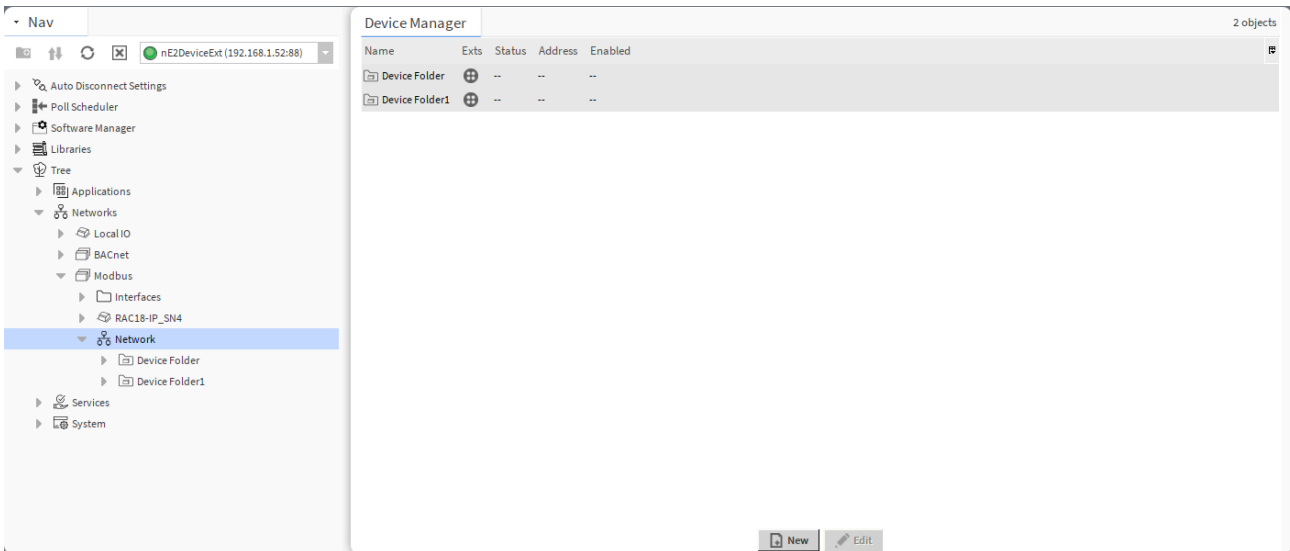 Nav
nE2DeviceExt (192.168.1.52:88)
Auto Disconnect Settings
Poll Scheduler
Software Manager
Libraries
Tree
Applications
Networks
Local IO
BACnet
Modbus
Interfaces
RAC18-IP_SN4
Network
Device Folder
Device Folder1
Services
System
Device Manager 2 objects
Name Exts Status Address Enabled
Device Folder -- -- --
Device Folder1 -- -- --
New Edit